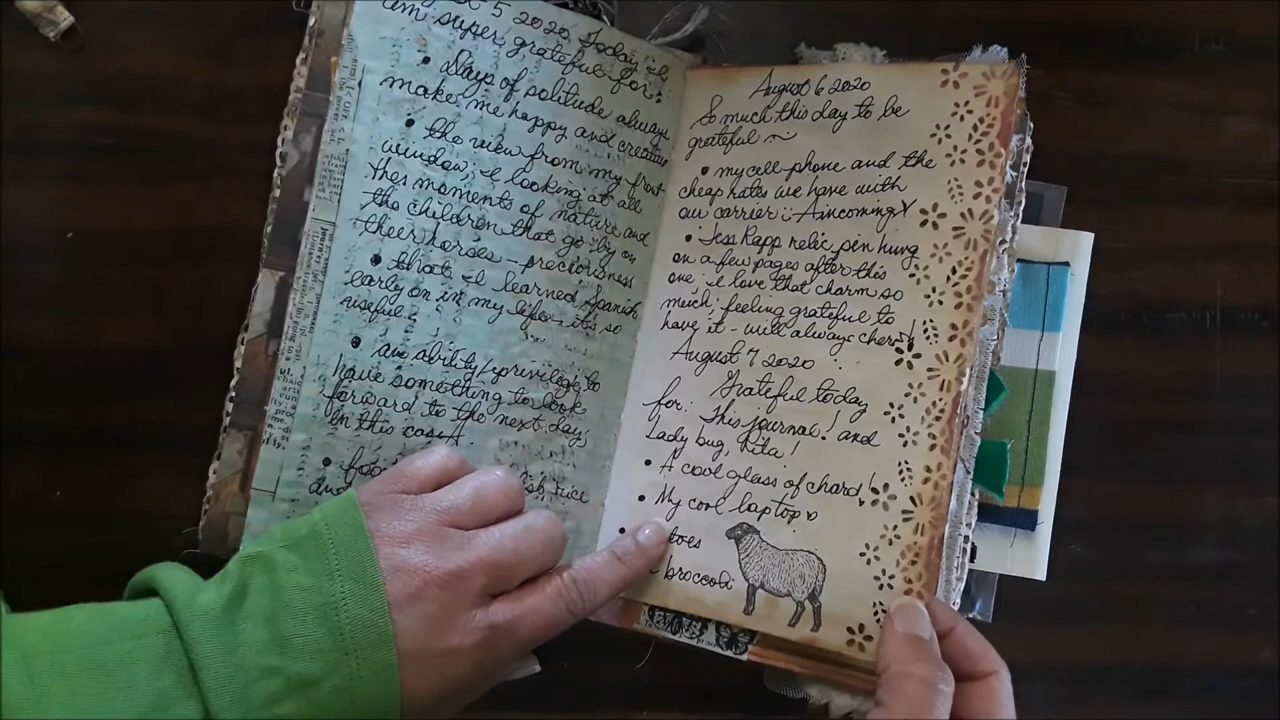 5 2020 Today I
am super grateful for:
• Days of solitude always
make me happy and creative
• the view from my front
window; I looking at all
the moments of nature and
the children that go by on
their horses - preciousness
• that I learned Spanish
early on in my life - it's so
useful.
• an ability/privilege to
have something to look
forward to the next day;
in this case A.
• fo
and rice
August 6 2020
So much this day to be
grateful ~
• my cell-phone and the
cheap rates we have with
our carrier:
• Tess Rapp relic pin hung
on a few pages after this
one, I love that charm so
much; feeling grateful to
have it - will always cherish
August 7 2020
Grateful today
for: This journal! and
Lady bug, Rita!
• A cool glass of chard!
• My cool laptop
toes
broccoli